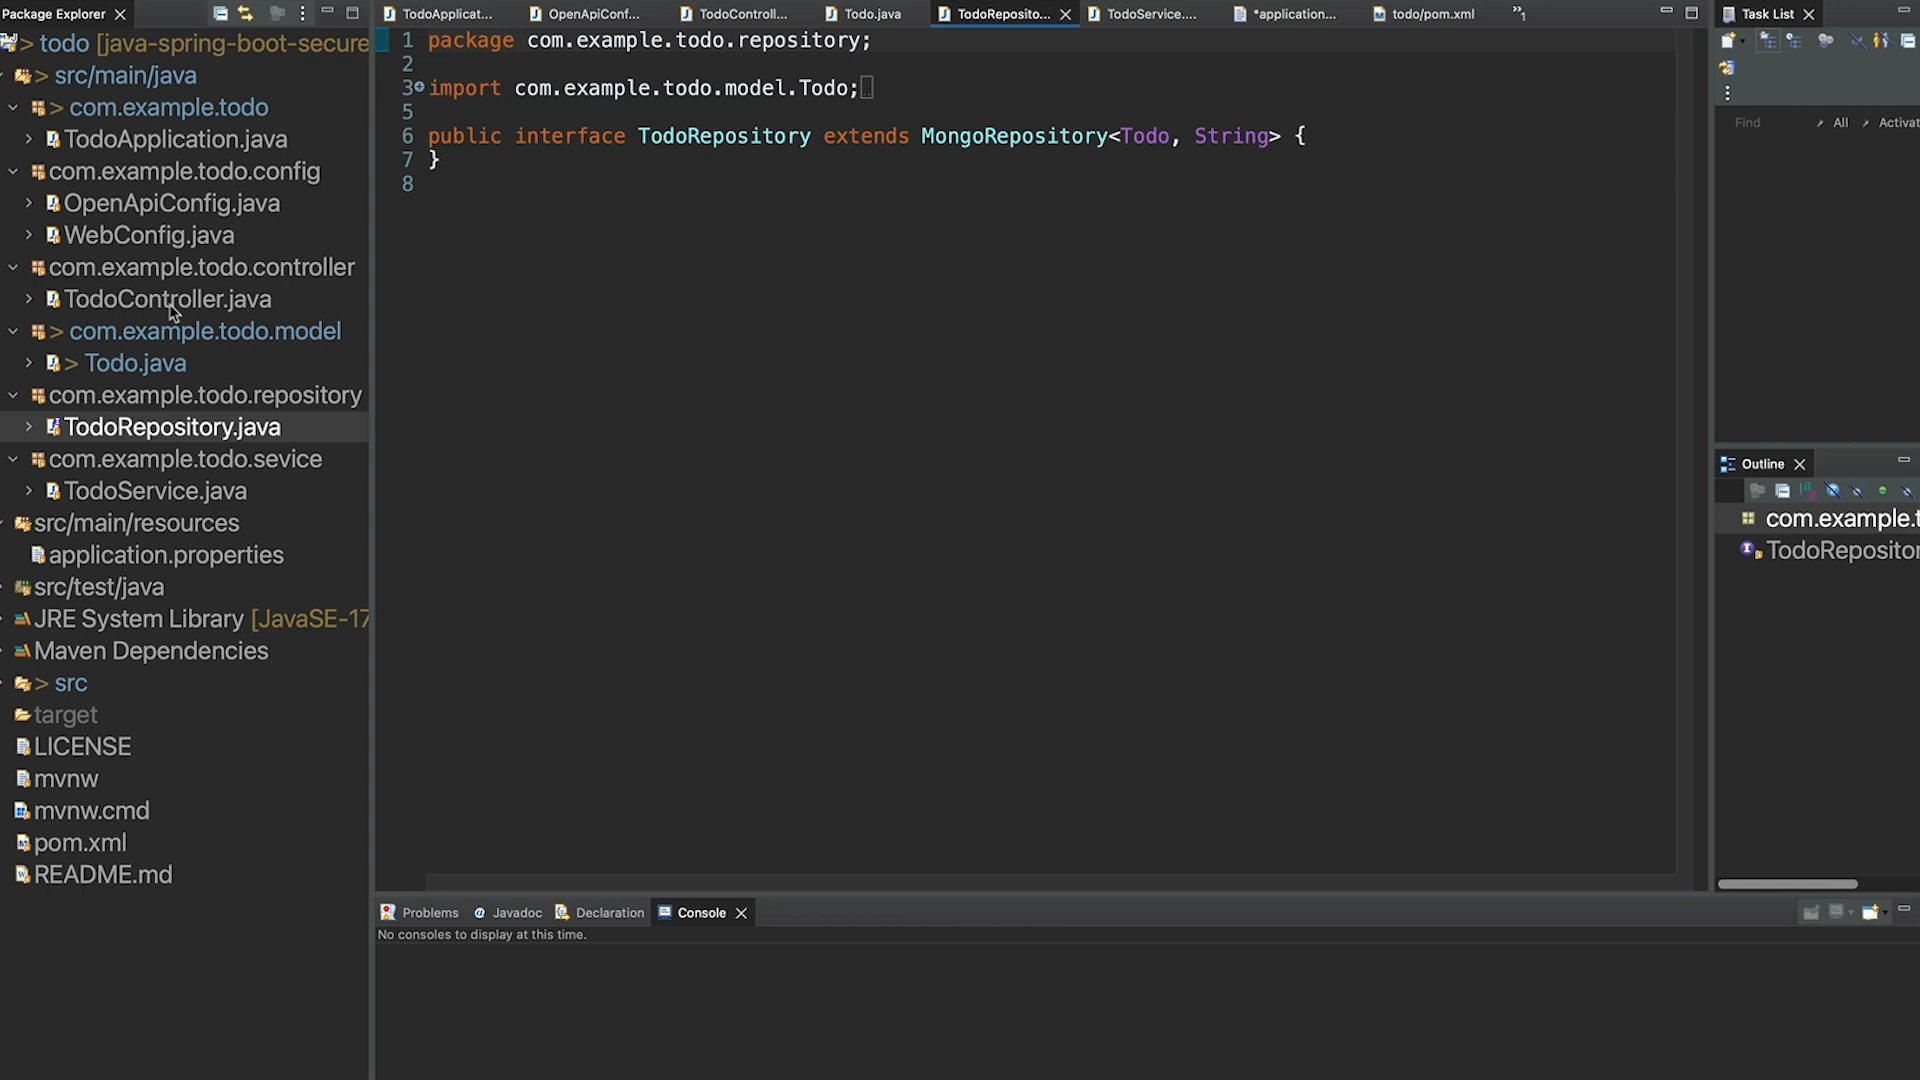 Package Explorer
> todo [java-spring-boot-secure
> src/main/java
> com.example.todo
TodoApplication.java
com.example.todo.config
OpenApiConfig.java
WebConfig.java
com.example.todo.controller
TodoController.java
> com.example.todo.model
> Todo.java
com.example.todo.repository
TodoRepository.java
com.example.todo.sevice
TodoService.java
src/main/resources
application.properties
src/test/java
JRE System Library [JavaSE-17
Maven Dependencies
> src
target
LICENSE
mvnw
mvnw.cmd
pom.xml
README.md
TodoApplicat... OpenApiConf... TodoControll... Todo.java TodoReposito... TodoService.... *application... todo/pom.xml »1
1 package com.example.todo.repository;
2
3 import com.example.todo.model.Todo;
5
6 public interface TodoRepository extends MongoRepository<Todo, String> {
7 }
8
Problems Javadoc Declaration Console
No consoles to display at this time.
Task List
Find All Activat
Outline
com.example.t
TodoRepositor